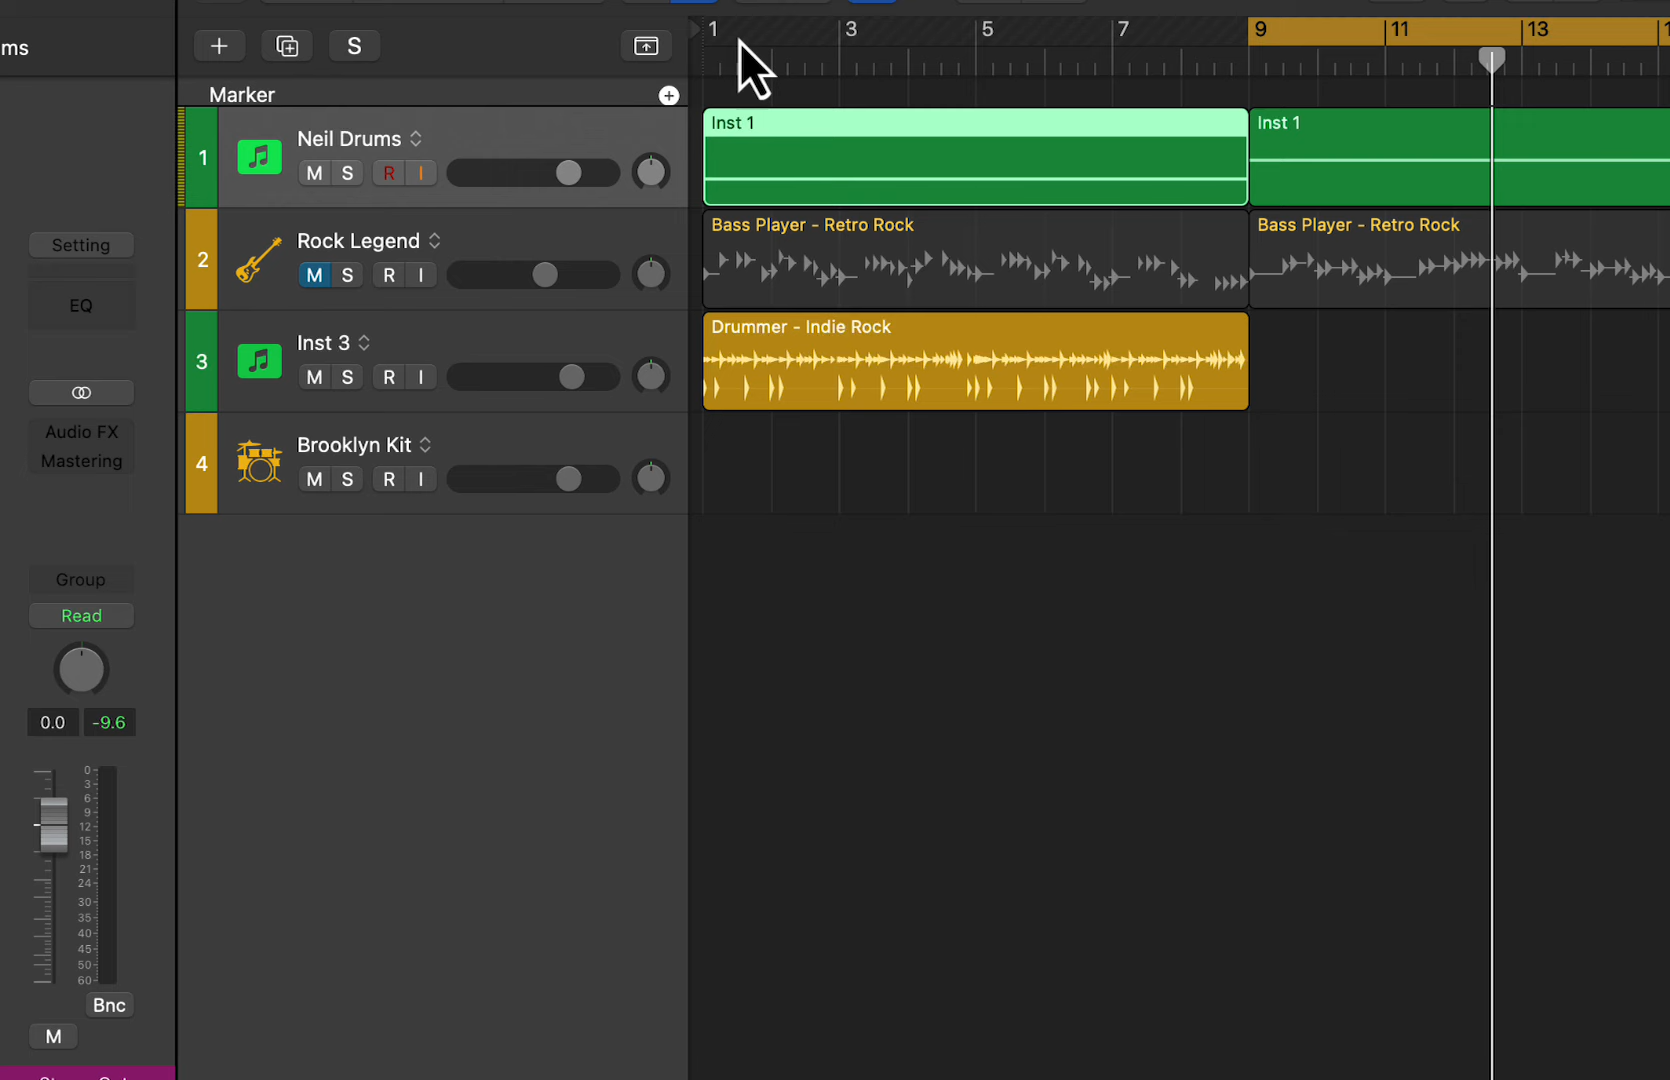 ms
S
1 3 5 7 9 11 13
Marker
1
Neil Drums
M S R I
Inst 1
Inst 1
2
Rock Legend
M S R I
Bass Player - Retro Rock
Bass Player - Retro Rock
3
Inst 3
M S R I
Drummer - Indie Rock
4
Brooklyn Kit
M S R I
Setting
EQ
Audio FX
Mastering
Group
Read
0.0 -9.6
0
3
6
9
12
15
18
21
24
30
35
40
45
50
60
Bnc
M